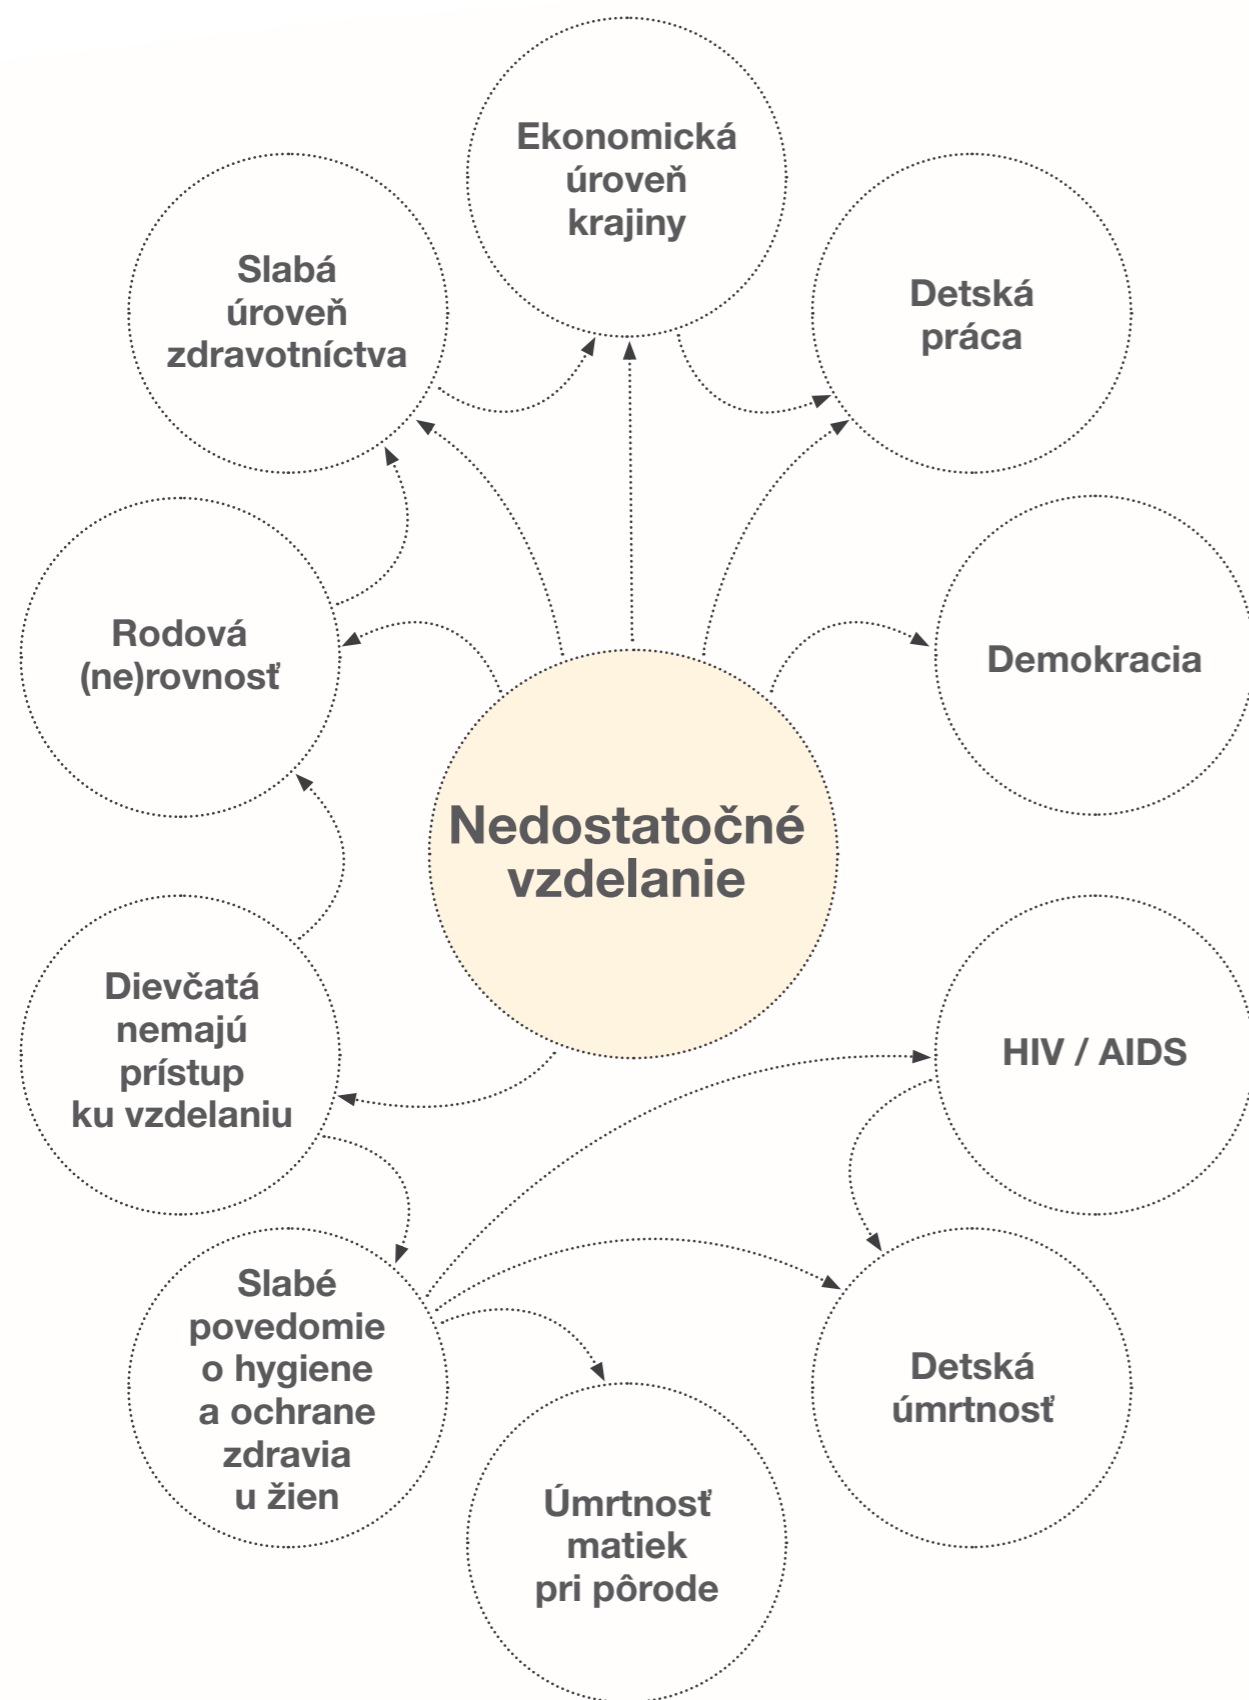 Ekonomická
úroveň
krajiny
Slabá
úroveň
zdravotníctva
Detská
práca
Rodová
(ne)rovnosť
Demokracia
Nedostatočné
vzdelanie
Dievčatá
nemajú
prístup
ku vzdelaniu
HIV / AIDS
Slabé
povedomie
o hygiene
a ochrane
zdravia
u žien
Detská
úmrtnosť
Úmrtnosť
matiek
pri pôrode